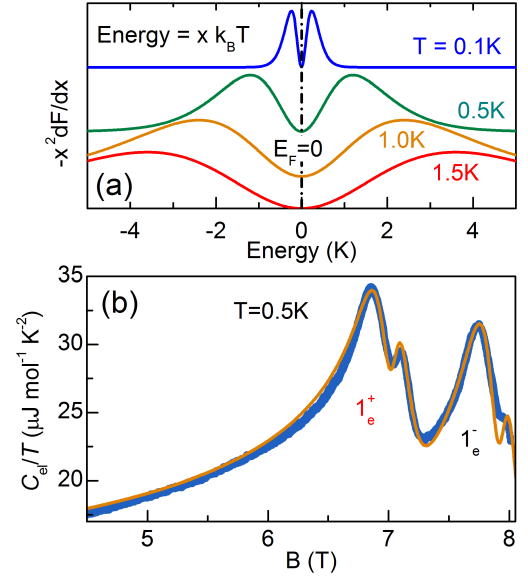 Energy = x k_BT
T = 0.1K
0.5K
E_F=0
1.0K
1.5K
(a)
-x²dF/dx
-4 -2 0 2 4
Energy (K)
(b)
T=0.5K
35
30
25
20
C_el/T (μJ mol⁻¹ K⁻²)
1_e^+
1_e^-
5 6 7 8
B (T)